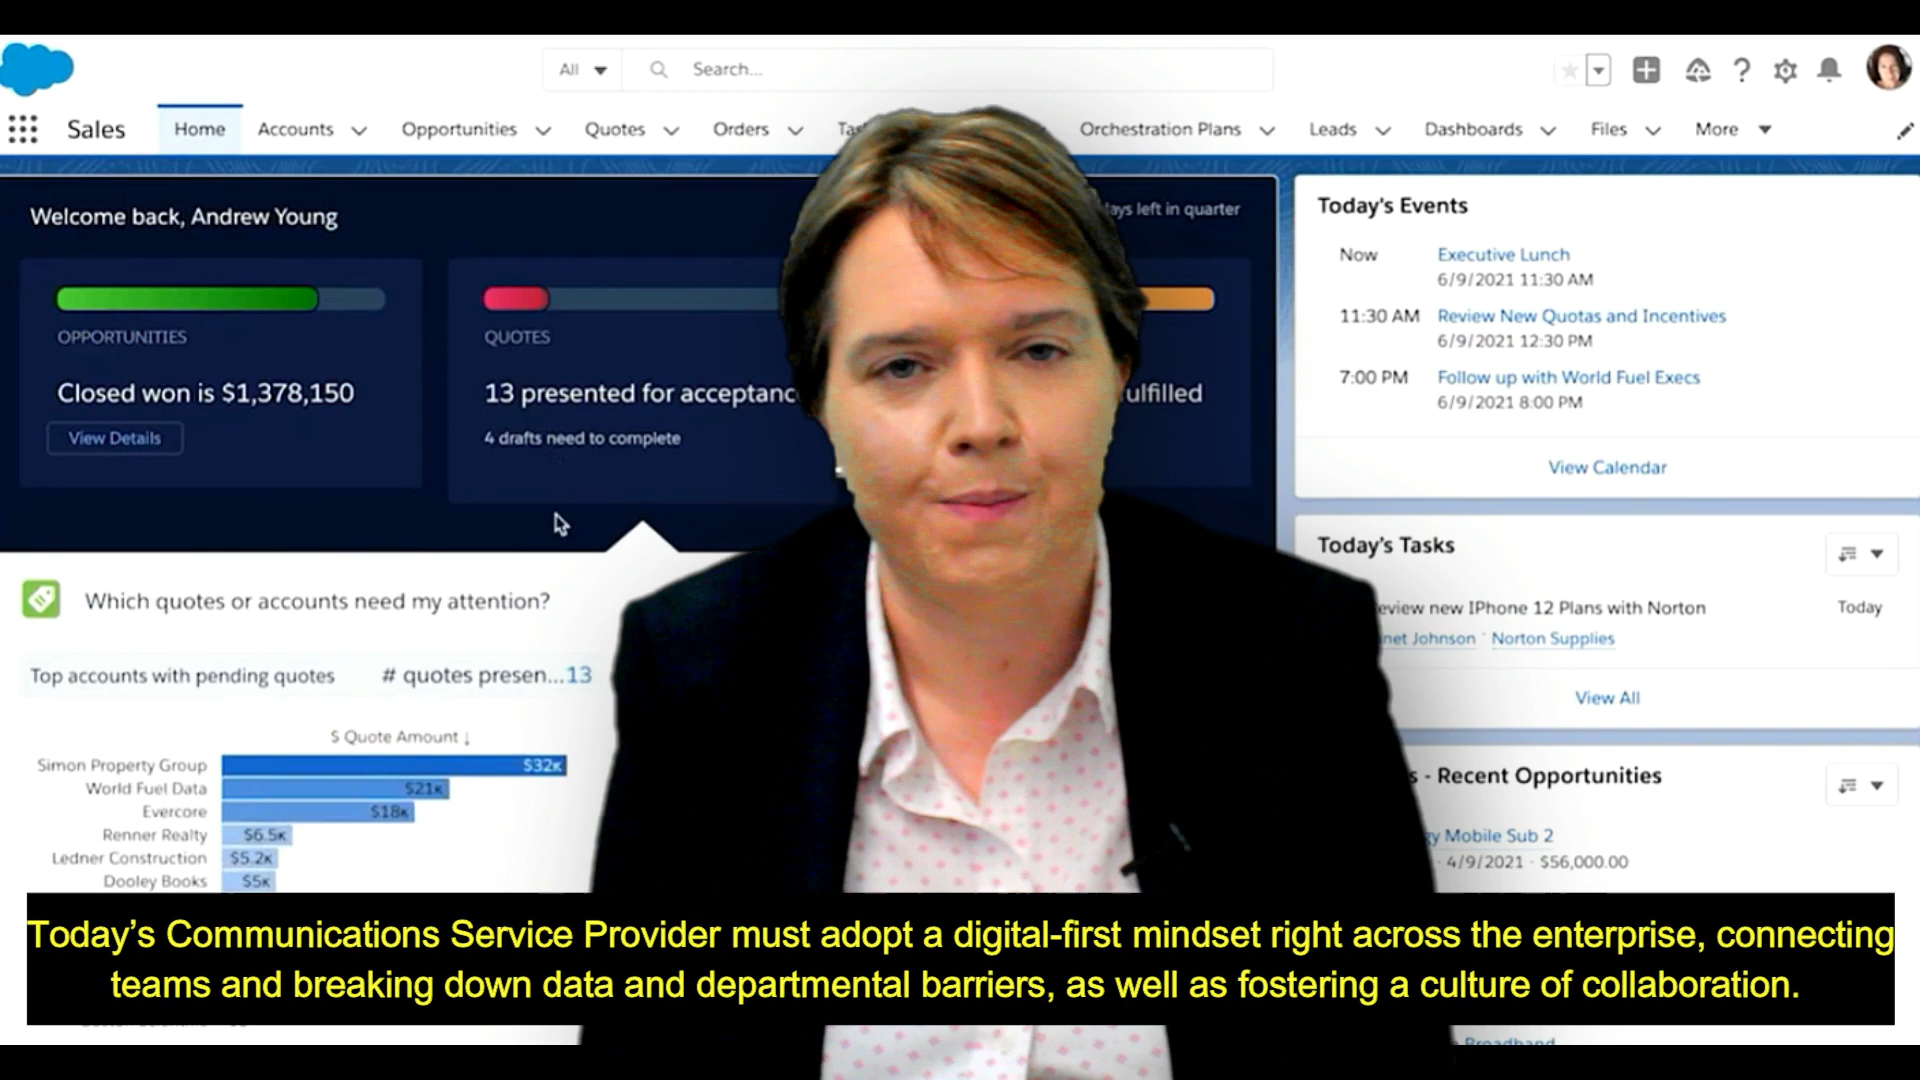 All
Search...
Sales
Home
Accounts
Opportunities
Quotes
Orders
Orchestration Plans
Leads
Dashboards
Files
More
Welcome back, Andrew Young
left in quarter
OPPORTUNITIES
Closed won is $1,378,150
View Details
QUOTES
13 presented for acceptance
4 drafts need to complete
Today's Events
Now Executive Lunch
6/9/2021 11:30 AM
11:30 AM Review New Quotas and Incentives
6/9/2021 12:30 PM
7:00 PM Follow up with World Fuel Execs
6/9/2021 8:00 PM
View Calendar
Today's Tasks
new IPhone 12 Plans with Norton Today
Johnson Norton Supplies
View All
- Recent Opportunities
Mobile Sub 2
· 4/9/2021 · $56,000.00
Which quotes or accounts need my attention?
Top accounts with pending quotes # quotes presen...13
$ Quote Amount ↓
Simon Property Group $32K
World Fuel Data $21K
Evercore $18K
Renner Realty $6.5K
Ledner Construction $5.2K
Dooley Books $5K
Today's Communications Service Provider must adopt a digital-first mindset right across the enterprise, connecting
teams and breaking down data and departmental barriers, as well as fostering a culture of collaboration.